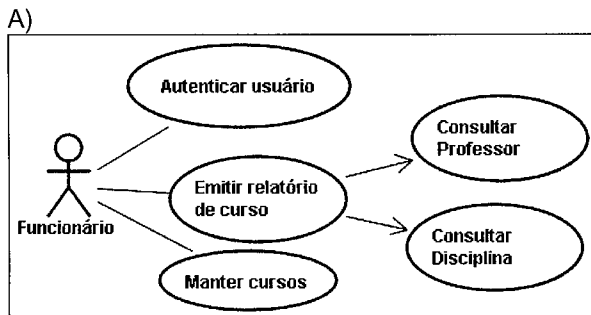 A)
Autenticar usuário
Consultar
Professor
Emitir relatório
de curso
Funcionário
Consultar
Disciplina
Manter cursos